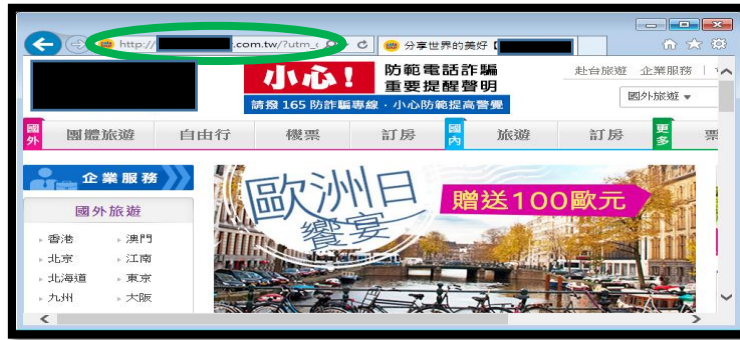 http:// .com.tw/?utm_c
分享世界的美好【
小心!
防範電話詐騙
重要提醒聲明
請撥 165 防詐騙專線‧小心防範提高警覺
赴台旅遊 企業服務 |
國外旅遊 ▼
國外 團體旅遊 自由行 機票 訂房 國內 旅遊 訂房 更多 票
企業服務
國外旅遊
香港 澳門
北京 江南
北海道 東京
九州 大阪
歐洲日
饗宴
贈送100歐元